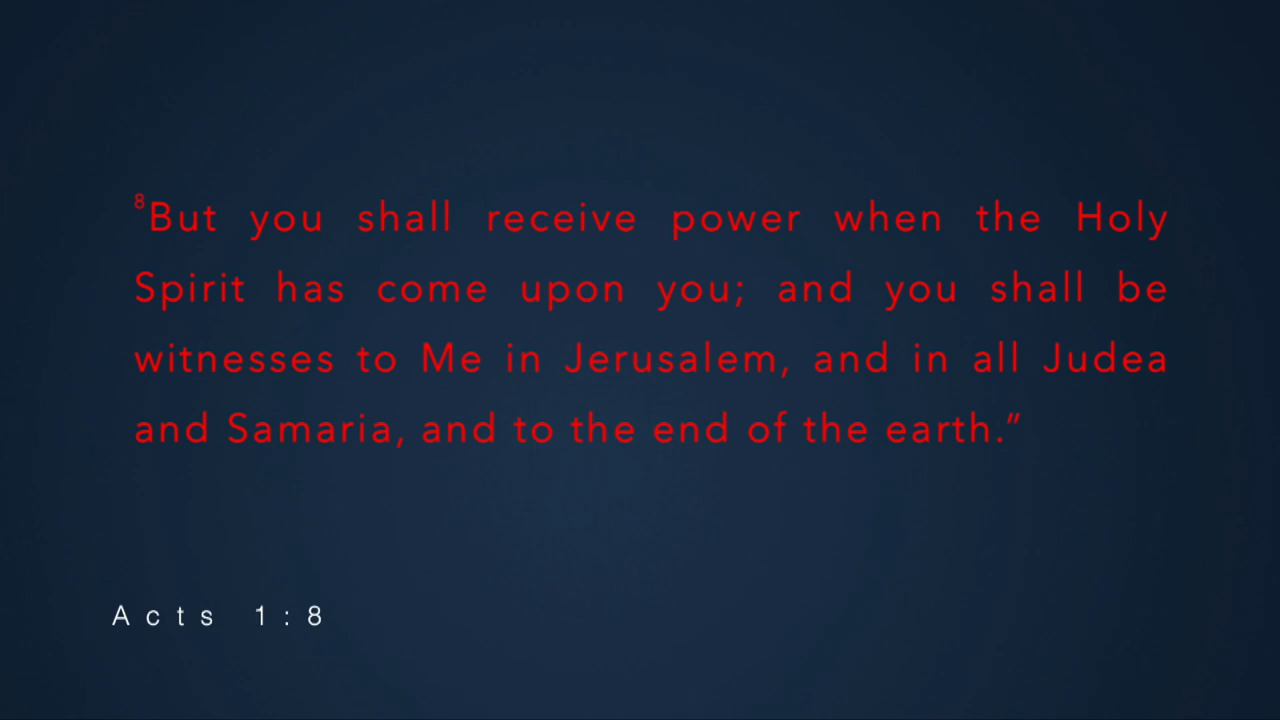 ⁸But you shall receive power when the Holy
Spirit has come upon you; and you shall be
witnesses to Me in Jerusalem, and in all Judea
and Samaria, and to the end of the earth.”
Acts 1:8